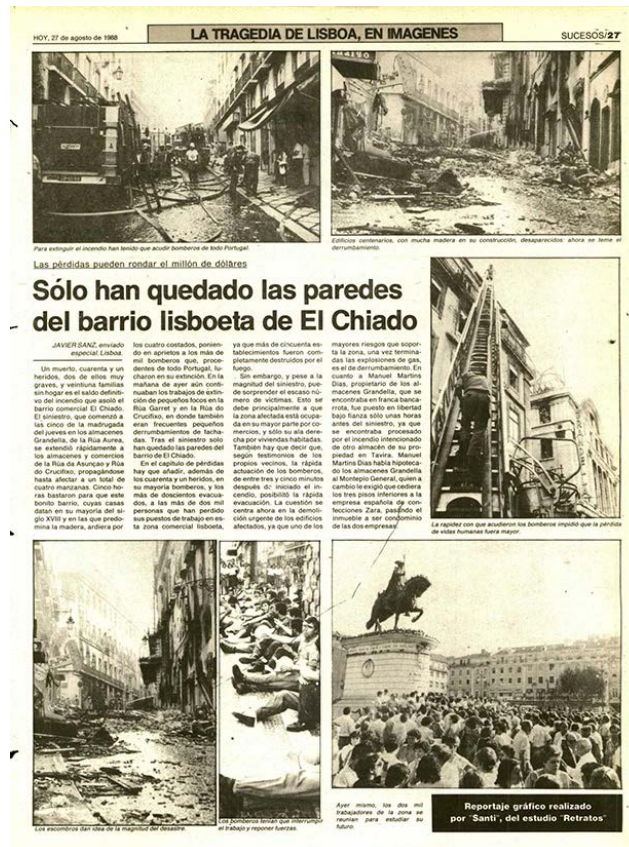 HOY, 27 de agosto de 1988
LA TRAGEDIA DE LISBOA, EN IMAGENES
SUCESOS/27
Para extinguir el incendio han tenido que acudir bomberos de todo Portugal.
Edificios centenarios, con mucha madera en su construcción, desaparecidos: ahora se teme el
derrumbamiento.
Las pérdidas pueden rondar el millón de dólares
Sólo han quedado las paredes
del barrio lisboeta de El Chiado
JAVIER SANZ, enviado
especial. Lisboa.
Un muerto, cuarenta y un
heridos, dos de ellos muy
graves, y veintiuna familias
sin hogar es el saldo definiti-
vo del incendio que asoló el
barrio comercial El Chiado.
El siniestro, que comenzó a
las cinco de la madrugada
del jueves en los almacenes
Grandella, de la Rúa Aurea,
se extendió rápidamente a
los almacenes y comercios
de la Rúa da Asunçao y Rúa
do Crucifixo, propagándose
hasta afectar a un total de
cuatro manzanas. Cinco ho-
ras bastaron para que este
bonito barrio, cuyas casas
datan en su mayoría del si-
glo XVIII y en las que predo-
mina la madera, ardiera por
los cuatro costados, ponien-
do en aprietos a los más de
mil bomberos que, proce-
dentes de todo Portugal, lu-
charon en su extinción. En la
mañana de ayer aún conti-
nuaban los trabajos de extin-
ción de pequeños focos en la
Rúa Garret y en la Rúa do
Crucifixo, en donde también
eran frecuentes pequeños
derrumbamientos de facha-
das. Tras el siniestro solo
han quedado las paredes del
barrio de El Chiado.
En el capítulo de pérdidas
hay que añadir, además de
los cuarenta y un heridos, en
su mayoría bomberos, y los
más de doscientos evacua-
dos, a las más de dos mil
personas que han perdido
sus puestos de trabajo en es-
ta zona comercial lisboeta,
ya que más de cincuenta es-
tablecimientos fueron com-
pletamente destruidos por el
fuego.
Sin embargo, y pese a la
magnitud del siniestro, pue-
de sorprender el escaso nú-
mero de víctimas. Esto se
debe principalmente a que
la zona afectada está ocupa-
da en su mayor parte por co-
mercios, y sólo su ala dere-
cha por viviendas habitadas.
También hay que decir que,
según testimonios de los
propios vecinos, la rápida
actuación de los bomberos,
de entre tres y cinco minutos
después de iniciado el in-
cendio, posibilitó la rápida
evacuación. La cuestión se
centra ahora en la demoli-
ción urgente de los edificios
afectados, ya que uno de los
mayores riesgos que sopor-
ta la zona, una vez termina-
das las explosiones de gas,
es el de derrumbamiento. En
cuanto a Manuel Martins
Dias, propietario de los al-
macenes Grandella, que se
encontraba en franca banca-
rrota, fue puesto en libertad
bajo fianza sólo unas horas
antes del siniestro, ya que
se encontraba procesado
por el incendio intencionado
de otro almacén de su pro-
piedad en Tavira. Manuel
Martins Dias había hipoteca-
do los almacenes Grandella
al Montepío General, quien a
cambio le exigió que cediera
los tres pisos inferiores a la
empresa española de con-
fecciones Zara, pasando el
inmueble a ser condominio
de las dos empresas.
La rapidez con que acudieron los bomberos impidió que la pérdida
de vidas humanas fuera mayor.
Los escombros dan idea de la magnitud del desastre.
Los bomberos tenían que interrumpir
el trabajo y reponer fuerzas.
Ayer mismo, los dos mil
trabajadores de la zona se
reunían para estudiar su
futuro.
Reportaje gráfico realizado
por "Santi", del estudio "Retratos"